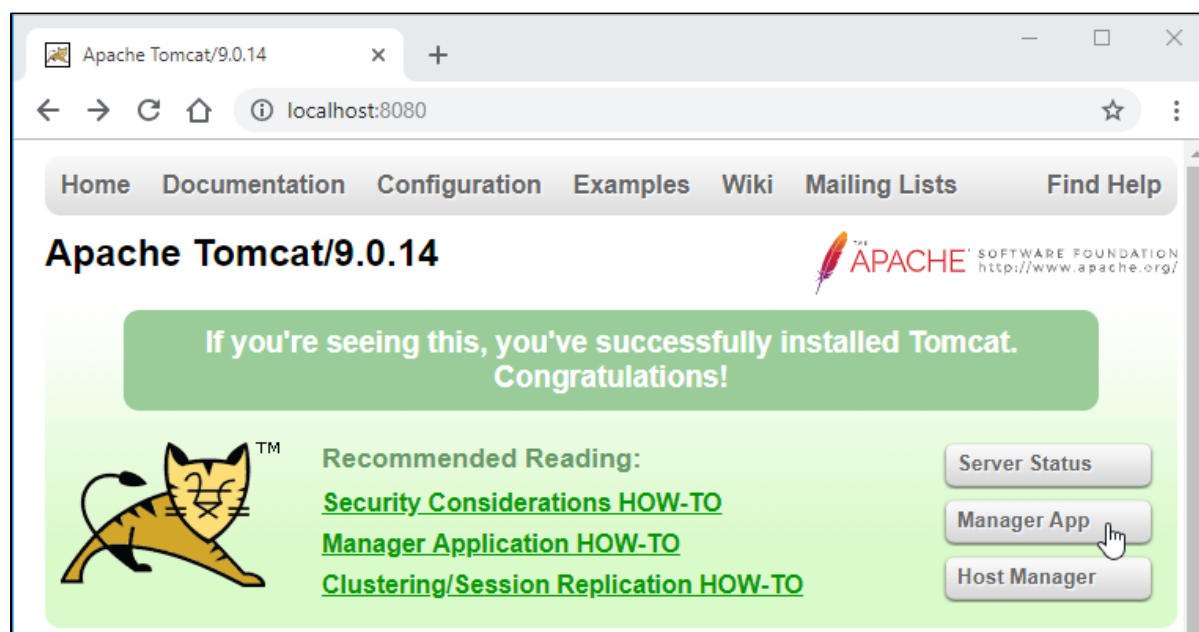 Apache Tomcat/9.0.14
localhost:8080
Home Documentation Configuration Examples Wiki Mailing Lists Find Help
Apache Tomcat/9.0.14
THE APACHE® SOFTWARE FOUNDATION
http://www.apache.org/
If you're seeing this, you've successfully installed Tomcat.
Congratulations!
TM
Recommended Reading:
Security Considerations HOW-TO
Manager Application HOW-TO
Clustering/Session Replication HOW-TO
Server Status
Manager App
Host Manager